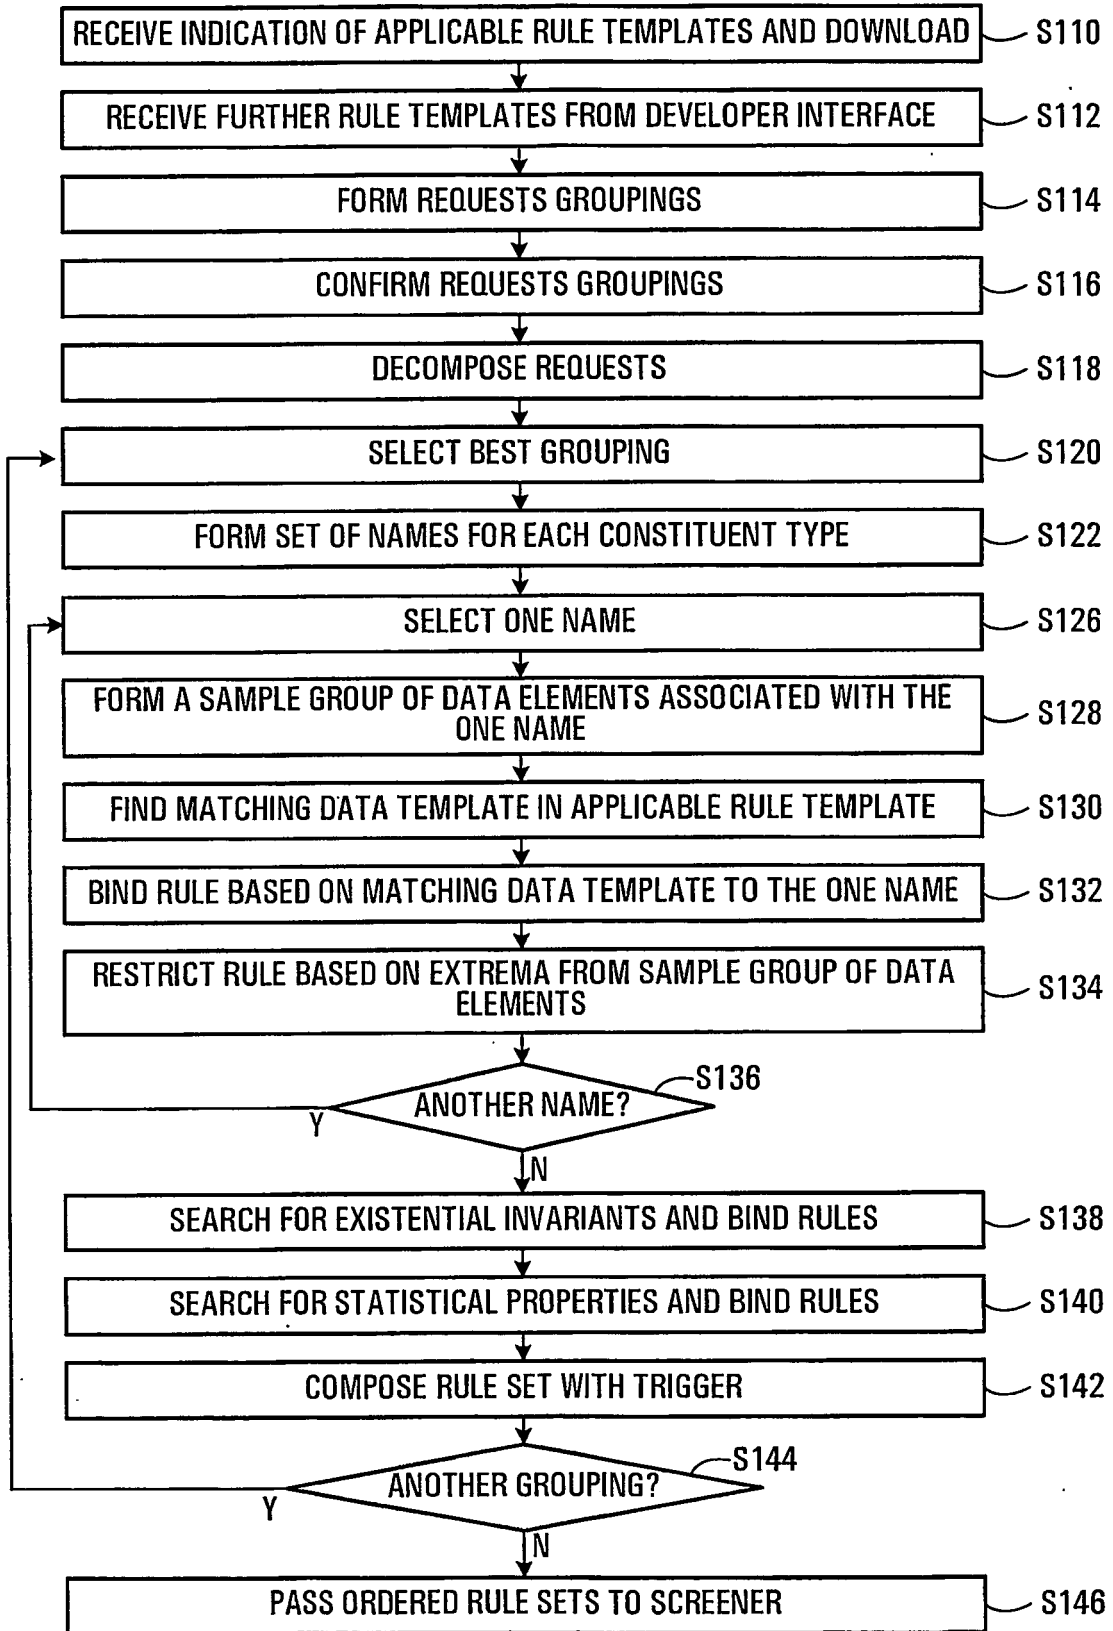 RECEIVE INDICATION OF APPLICABLE RULE TEMPLATES AND DOWNLOAD S110
RECEIVE FURTHER RULE TEMPLATES FROM DEVELOPER INTERFACE S112
FORM REQUESTS GROUPINGS S114
CONFIRM REQUESTS GROUPINGS S116
DECOMPOSE REQUESTS S118
SELECT BEST GROUPING S120
FORM SET OF NAMES FOR EACH CONSTITUENT TYPE S122
SELECT ONE NAME S126
FORM A SAMPLE GROUP OF DATA ELEMENTS ASSOCIATED WITH THE
ONE NAME S128
FIND MATCHING DATA TEMPLATE IN APPLICABLE RULE TEMPLATE S130
BIND RULE BASED ON MATCHING DATA TEMPLATE TO THE ONE NAME S132
RESTRICT RULE BASED ON EXTREMA FROM SAMPLE GROUP OF DATA
ELEMENTS S134
S136
ANOTHER NAME?
Y
N
SEARCH FOR EXISTENTIAL INVARIANTS AND BIND RULES S138
SEARCH FOR STATISTICAL PROPERTIES AND BIND RULES S140
COMPOSE RULE SET WITH TRIGGER S142
S144
ANOTHER GROUPING?
Y
N
PASS ORDERED RULE SETS TO SCREENER S146